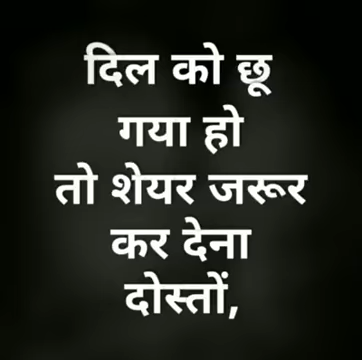 दिल को छू
गया हो
तो शेयर जरूर
कर देना
दोस्तों,